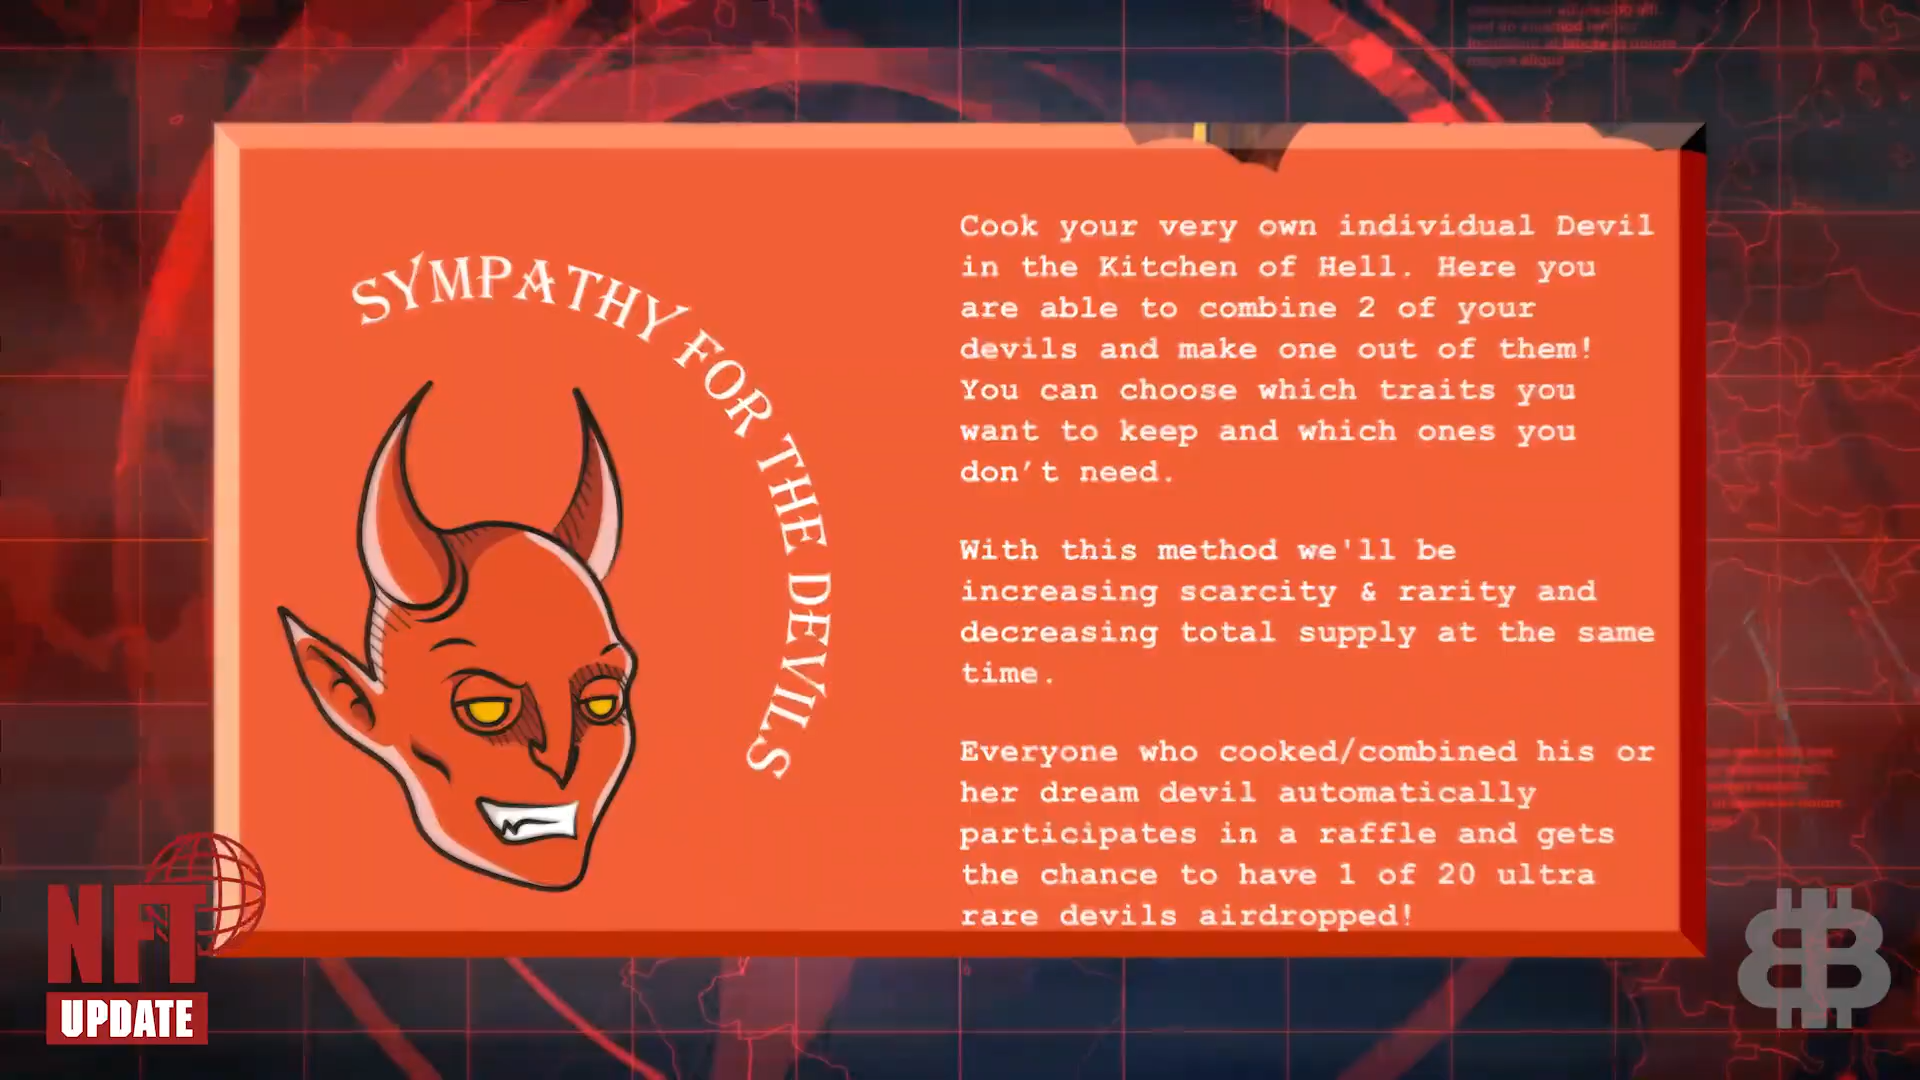 SYMPATHY FOR THE DEVILS
Cook your very own individual Devil
in the Kitchen of Hell. Here you
are able to combine 2 of your
devils and make one out of them!
You can choose which traits you
want to keep and which ones you
don’t need.
With this method we'll be
increasing scarcity & rarity and
decreasing total supply at the same
time.
Everyone who cooked/combined his or
her dream devil automatically
participates in a raffle and gets
the chance to have 1 of 20 ultra
rare devils airdropped!
NFT
UPDATE